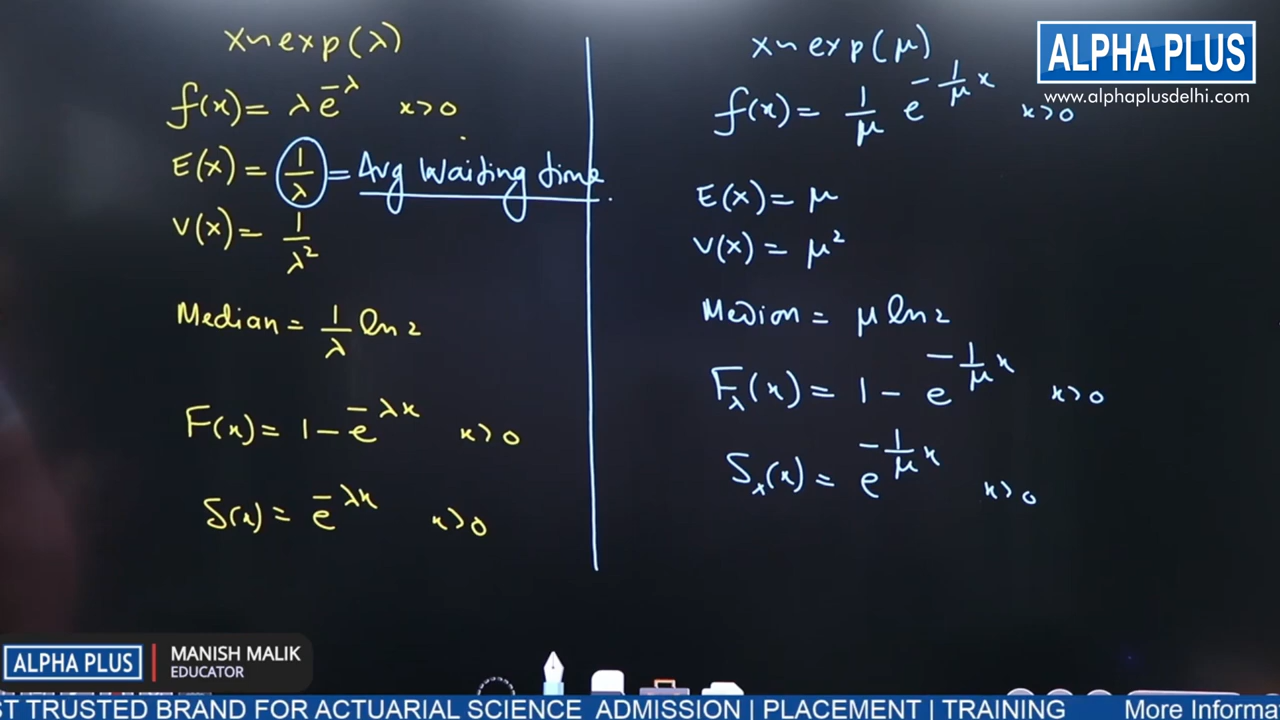 x~exp(λ)
f(x) = λ e^-λ x>0
E(x) = 1/λ = Avg Waiting time.
V(x) = 1/λ²
Median = 1/λ ln 2
F(x) = 1 - e^-λx x>0
S(x) = e^-λx x>0
x~exp(μ)
f(x) = 1/μ e^-1/μ x x>0
E(x) = μ
V(x) = μ²
Median = μ ln 2
F_x(x) = 1 - e^-1/μ x x>0
S_x(x) = e^-1/μ x x>0
ALPHA PLUS
www.alphaplusdelhi.com
ALPHA PLUS
MANISH MALIK
EDUCATOR
ST TRUSTED BRAND FOR ACTUARIAL SCIENCE ADMISSION | PLACEMENT | TRAINING More Informa